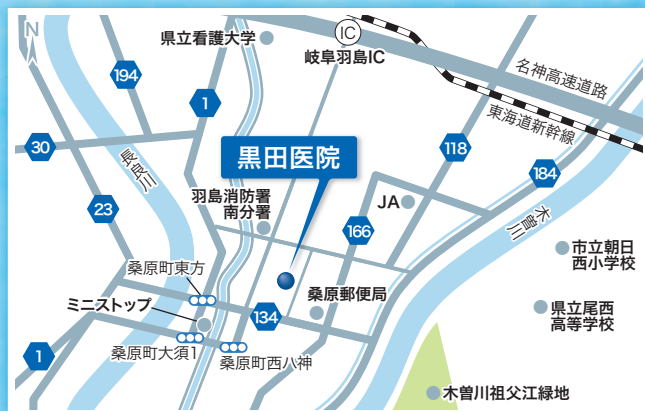 N
県立看護大学
IC
岐阜羽島IC
名神高速道路
東海道新幹線
194
1
30
長良川
黒田医院
118
184
23
羽島消防署
南分署
JA
166
木曽川
市立朝日
西小学校
桑原町東方
ミニストップ
134
桑原郵便局
県立尾西
高等学校
1
桑原町大須1
桑原町西八神
木曽川祖父江緑地